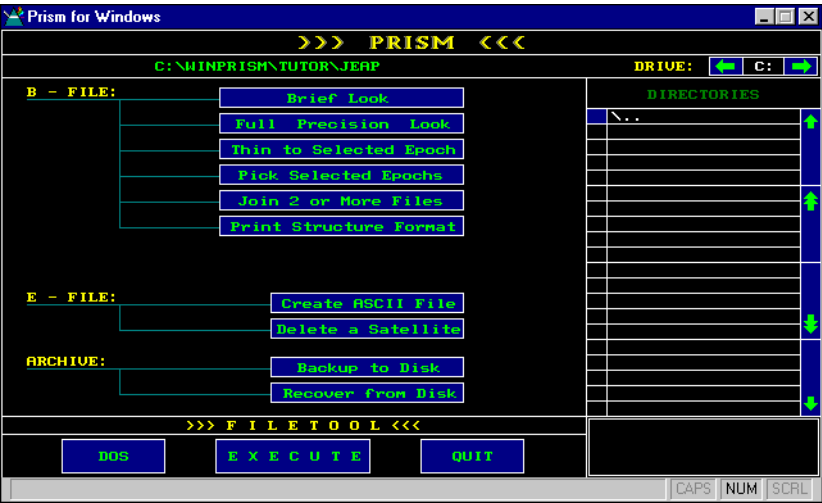 Prism for Windows
>>> PRISM <<<
C:\WINPRISM\TUTOR\JEAP
DRIVE: C:
B - FILE:
Brief Look
Full Precision Look
Thin to Selected Epoch
Pick Selected Epochs
Join 2 or More Files
Print Structure Format
DIRECTORIES
\..
E - FILE:
Create ASCII File
Delete a Satellite
ARCHIVE:
Backup to Disk
Recover from Disk
>>> F I L E T O O L <<<
DOS
E X E C U T E
QUIT
CAPS NUM SCRL